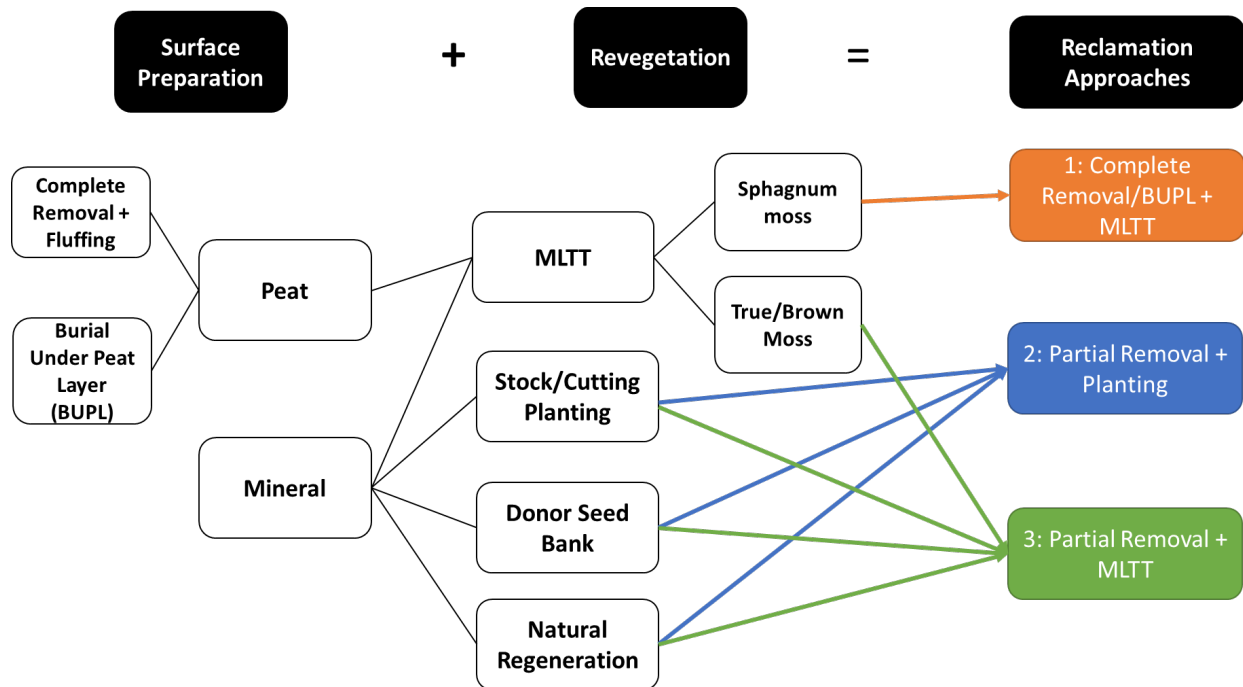 Surface
Preparation
+
Revegetation
=
Reclamation
Approaches
Complete
Removal +
Fluffing
Burial
Under Peat
Layer
(BUPL)
Peat
Mineral
MLTT
Stock/Cutting
Planting
Donor Seed
Bank
Natural
Regeneration
Sphagnum
moss
True/Brown
Moss
1: Complete
Removal/BUPL +
MLTT
2: Partial Removal +
Planting
3: Partial Removal +
MLTT